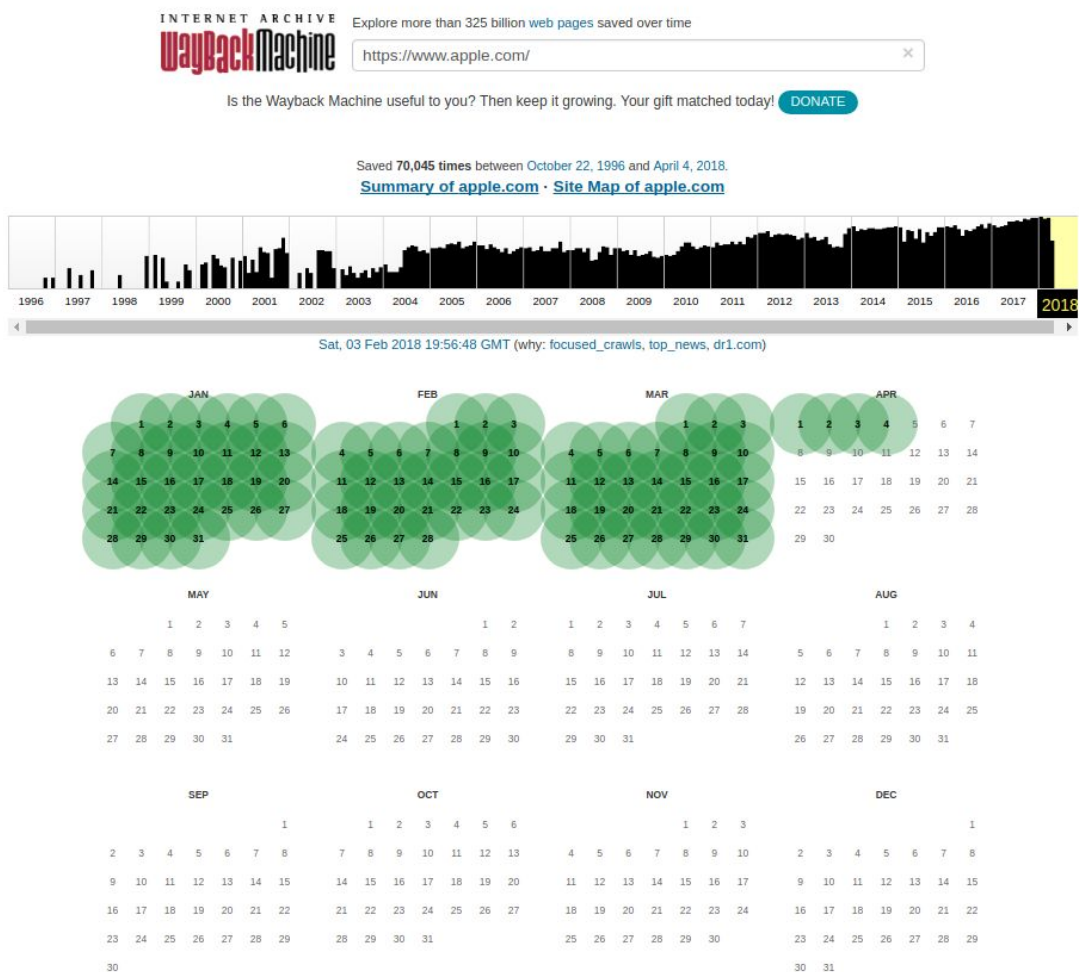 INTERNET ARCHIVE
WayBackMachine
Explore more than 325 billion web pages saved over time
https://www.apple.com/ ×
Is the Wayback Machine useful to you? Then keep it growing. Your gift matched today! DONATE
Saved 70,045 times between October 22, 1996 and April 4, 2018.
Summary of apple.com · Site Map of apple.com
1996 1997 1998 1999 2000 2001 2002 2003 2004 2005 2006 2007 2008 2009 2010 2011 2012 2013 2014 2015 2016 2017 2018
Sat, 03 Feb 2018 19:56:48 GMT (why: focused_crawls, top_news, dr1.com)
JAN
1 2 3 4 5 6
7 8 9 10 11 12 13
14 15 16 17 18 19 20
21 22 23 24 25 26 27
28 29 30 31
FEB
1 2 3
4 5 6 7 8 9 10
11 12 13 14 15 16 17
18 19 20 21 22 23 24
25 26 27 28
MAR
1 2 3
4 5 6 7 8 9 10
11 12 13 14 15 16 17
18 19 20 21 22 23 24
25 26 27 28 29 30 31
APR
1 2 3 4 5 6 7
8 9 10 11 12 13 14
15 16 17 18 19 20 21
22 23 24 25 26 27 28
29 30
MAY
1 2 3 4 5
6 7 8 9 10 11 12
13 14 15 16 17 18 19
20 21 22 23 24 25 26
27 28 29 30 31
JUN
1 2
3 4 5 6 7 8 9
10 11 12 13 14 15 16
17 18 19 20 21 22 23
24 25 26 27 28 29 30
JUL
1 2 3 4 5 6 7
8 9 10 11 12 13 14
15 16 17 18 19 20 21
22 23 24 25 26 27 28
29 30 31
AUG
1 2 3 4
5 6 7 8 9 10 11
12 13 14 15 16 17 18
19 20 21 22 23 24 25
26 27 28 29 30 31
SEP
1
2 3 4 5 6 7 8
9 10 11 12 13 14 15
16 17 18 19 20 21 22
23 24 25 26 27 28 29
30
OCT
1 2 3 4 5 6
7 8 9 10 11 12 13
14 15 16 17 18 19 20
21 22 23 24 25 26 27
28 29 30 31
NOV
1 2 3
4 5 6 7 8 9 10
11 12 13 14 15 16 17
18 19 20 21 22 23 24
25 26 27 28 29 30
DEC
1
2 3 4 5 6 7 8
9 10 11 12 13 14 15
16 17 18 19 20 21 22
23 24 25 26 27 28 29
30 31